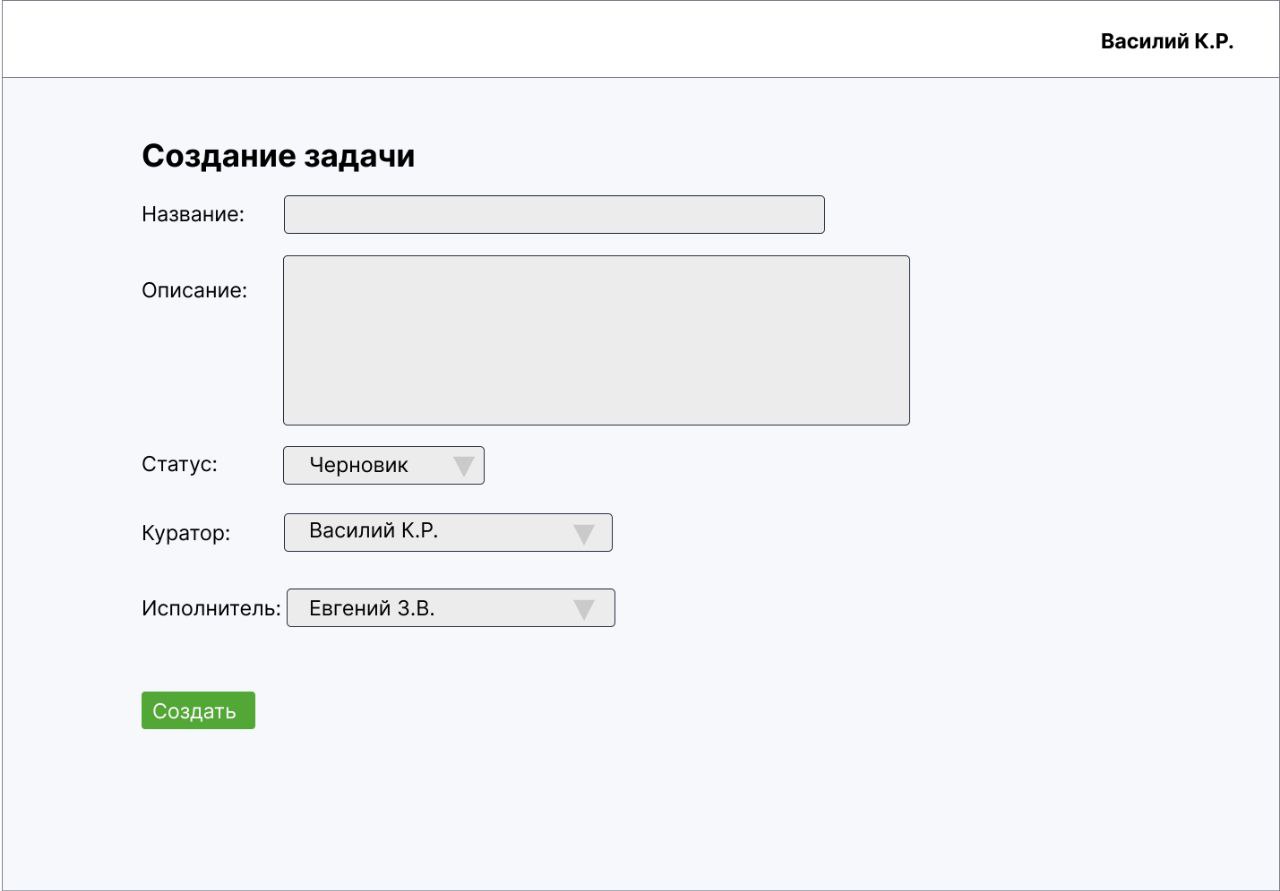 Василий К.Р.
Создание задачи
Название:
Описание:
Статус: Черновик
Куратор: Василий К.Р.
Исполнитель: Евгений З.В.
Создать